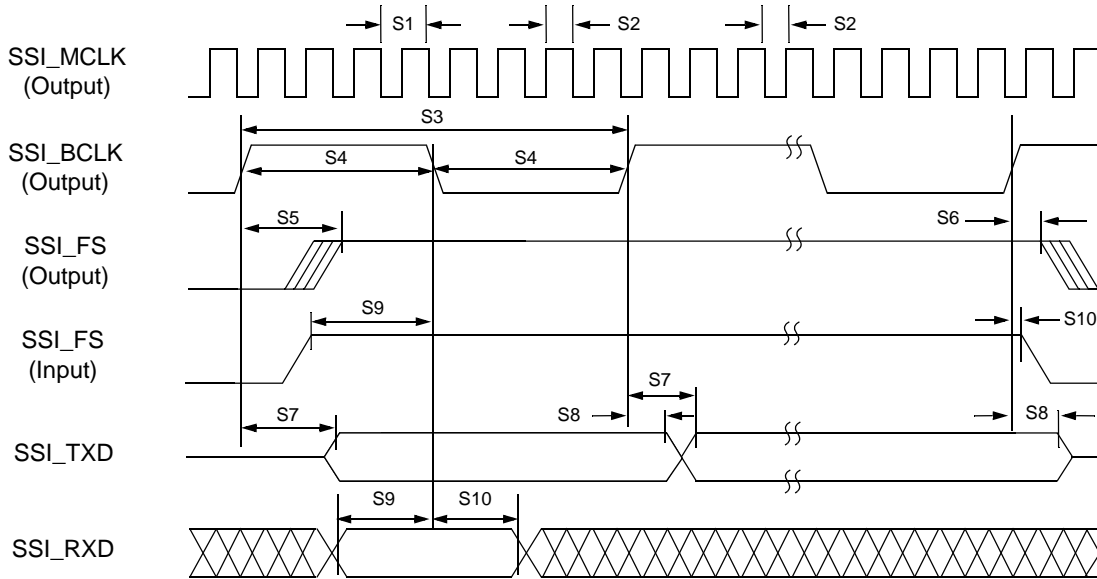 S1
S2
S2
SSI_MCLK
(Output)
S3
SSI_BCLK
(Output)
S4
S4
S5
S6
SSI_FS
(Output)
S9
S10
SSI_FS
(Input)
S7
S7
S8
S8
SSI_TXD
S9
S10
SSI_RXD